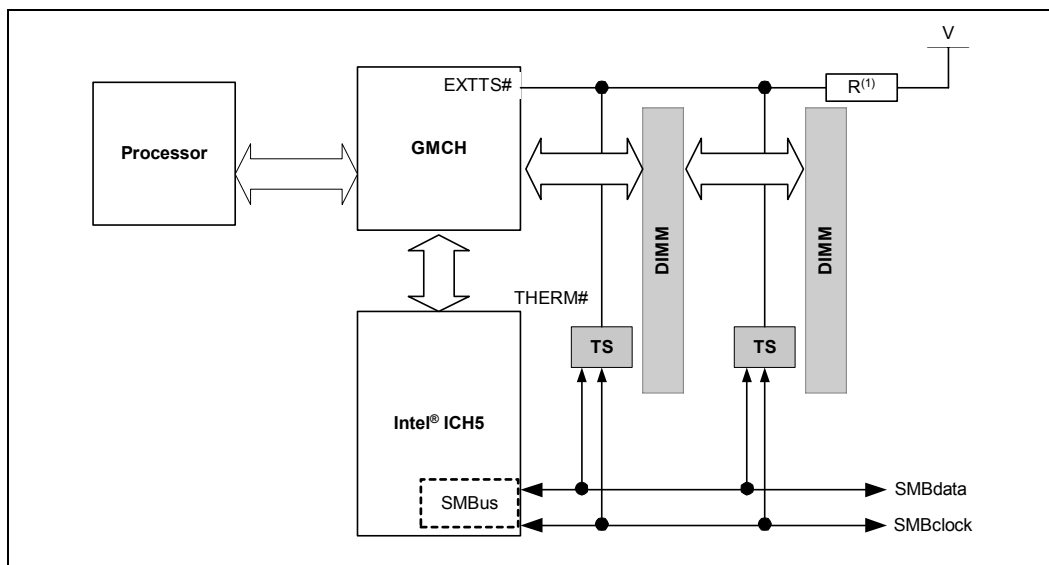 V
EXTTS#
R(1)
Processor
GMCH
DIMM
DIMM
THERM#
TS
TS
Intel® ICH5
SMBus
SMBdata
SMBclock